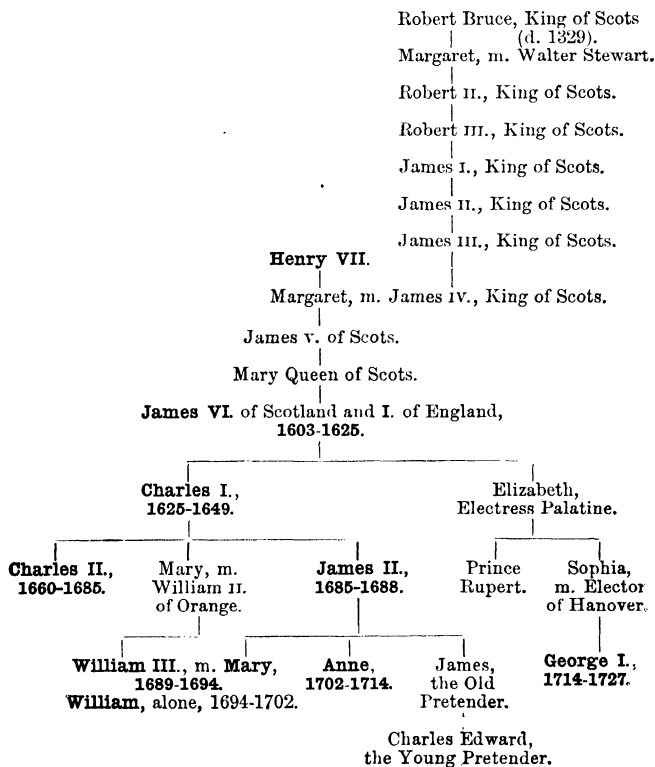 Robert Bruce, King of Scots
(d. 1329).
Margaret, m. Walter Stewart.
Robert II., King of Scots.
Robert III., King of Scots.
James I., King of Scots.
James II., King of Scots.
James III., King of Scots.
Henry VII.
Margaret, m. James IV., King of Scots.
James V. of Scots.
Mary Queen of Scots.
James VI. of Scotland and I. of England,
1603-1625.
Charles I.,
1625-1649.
Elizabeth,
Electress Palatine.
Charles II.,
1660-1685.
Mary, m.
William II.
of Orange.
James II.,
1685-1688.
Prince
Rupert.
Sophia,
m. Elector
of Hanover.
William III., m. Mary,
1689-1694.
William, alone, 1694-1702.
Anne,
1702-1714.
James,
the Old
Pretender.
George I.,
1714-1727.
Charles Edward,
the Young Pretender.